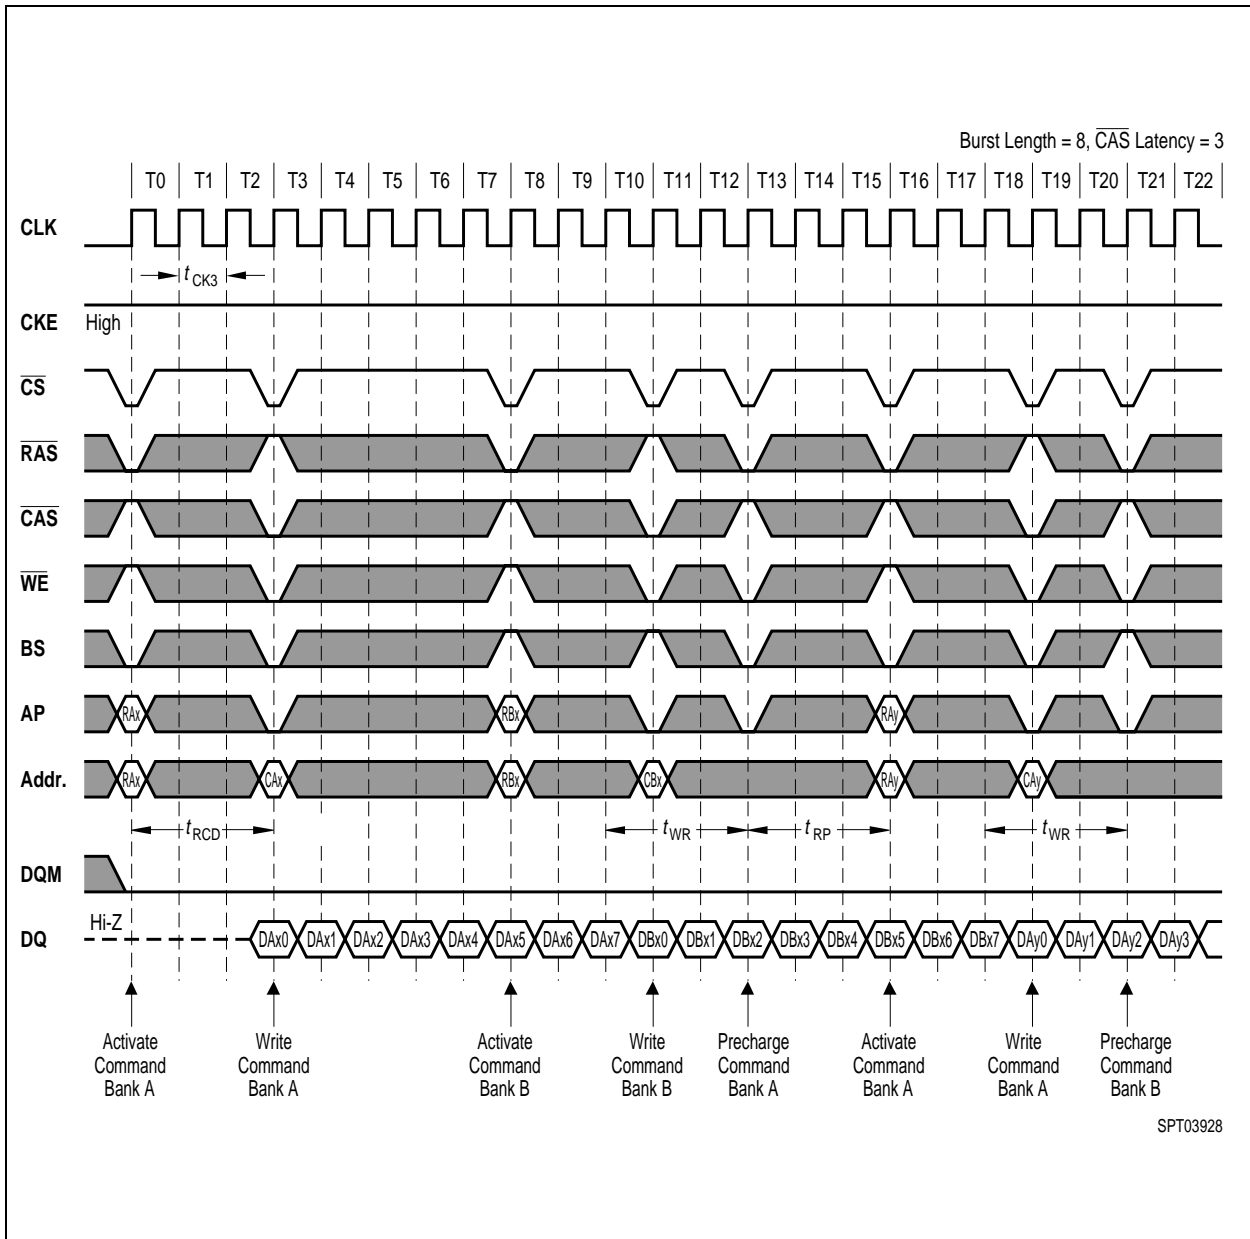 Burst Length = 8, CAS Latency = 3
T0 T1 T2 T3 T4 T5 T6 T7 T8 T9 T10 T11 T12 T13 T14 T15 T16 T17 T18 T19 T20 T21 T22
CLK
t CK3
CKE High
CS
RAS
CAS
WE
BS
AP RAx RBx RAy
Addr. RAx CAx RBx CBx RAy CAy
t RCD t WR t RP t WR
DQM
Hi-Z
DQ DAx0 DAx1 DAx2 DAx3 DAx4 DAx5 DAx6 DAx7 DBx0 DBx1 DBx2 DBx3 DBx4 DBx5 DBx6 DBx7 DAy0 DAy1 DAy2 DAy3
Activate Write Activate Write Precharge Activate Write Precharge
Command Command Command Command Command Command Command Command
Bank A Bank A Bank B Bank B Bank A Bank A Bank A Bank B
SPT03928